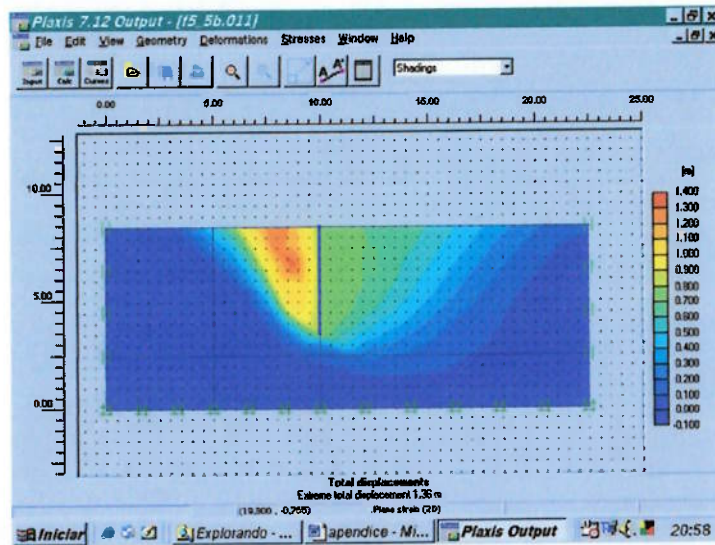 Plaxis 7.12 Output - [f5_5b.011]
File Edit View Geometry Deformations Stresses Window Help
Input Calc Curves Shadings
0.00 5.00 10.00 15.00 20.00 25.00
[m]
10.00
5.00
0.00
1.400
1.300
1.200
1.100
1.000
0.900
0.800
0.700
0.600
0.500
0.400
0.300
0.200
0.100
0.000
-0.100
Total displacements
Extreme total displacement 1.36 m
(19,300 , -0,755) Plane strain (2D)
Iniciar Explorando - ... apendice - Mi... Plaxis Output 20:58